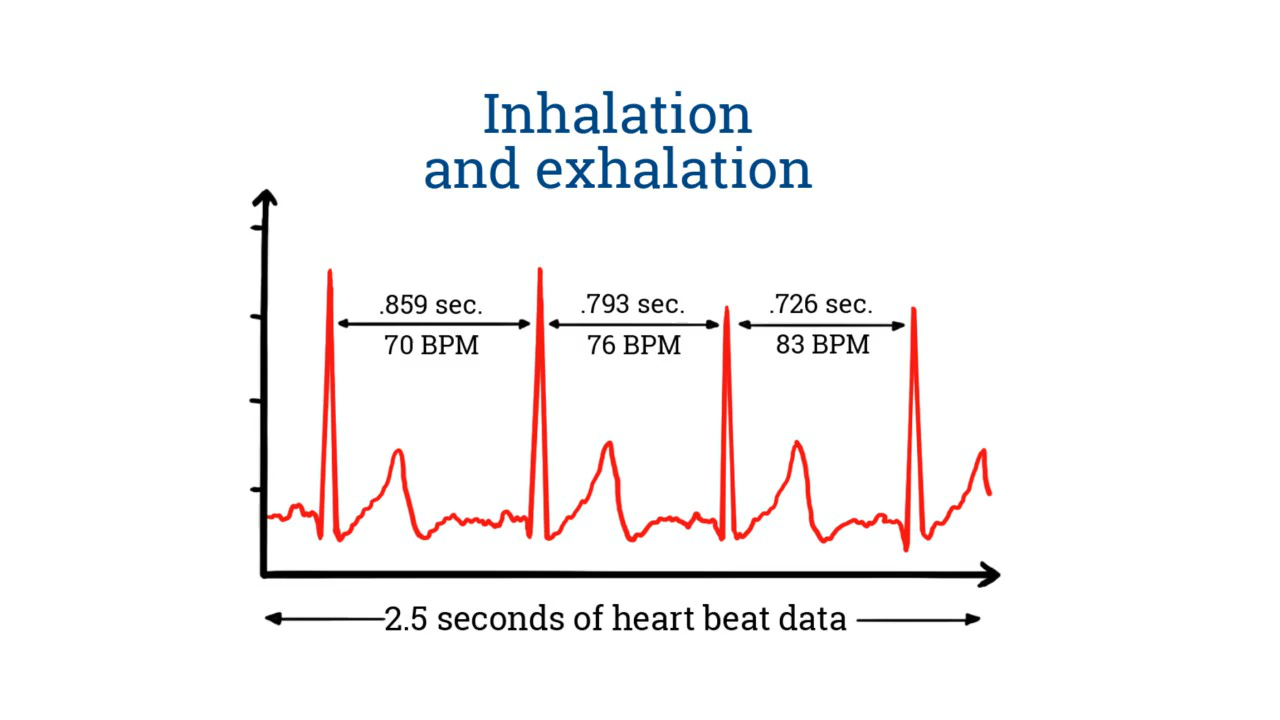 Inhalation
and exhalation
.859 sec.
70 BPM
.793 sec.
76 BPM
.726 sec.
83 BPM
2.5 seconds of heart beat data